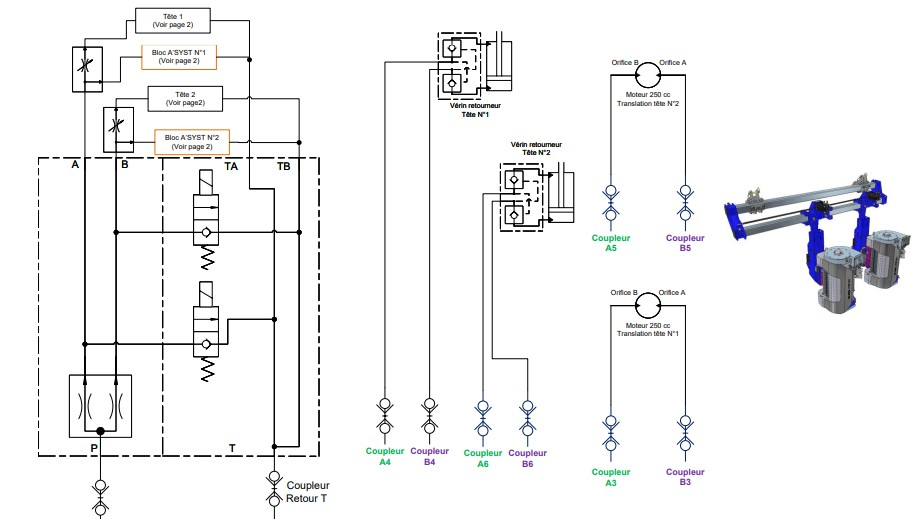 Tête 1
(Voir page 2)
Bloc A'SYST N°1
(Voir page 2)
Tête 2
(Voir page2)
Bloc A'SYST N°2
(Voir page 2)
A
B
TA
TB
P
T
Coupleur
Retour T
Vérin retourneur
Tête N°1
Vérin retourneur
Tête N°2
Coupleur
A4
Coupleur
B4
Coupleur
A6
Coupleur
B6
Orifice B
Orifice A
Moteur 250 cc
Translation tête N°2
Coupleur
A5
Coupleur
B5
Orifice B
Orifice A
Moteur 250 cc
Translation tête N°1
Coupleur
A3
Coupleur
B3